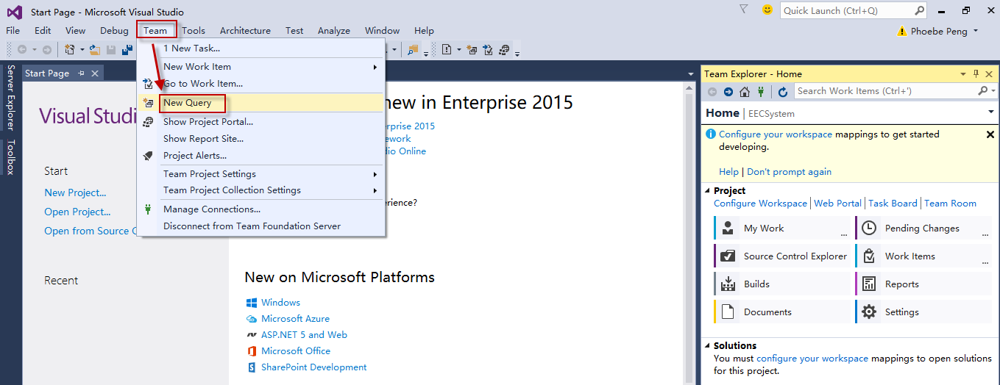 Start Page - Microsoft Visual Studio
Quick Launch (Ctrl+Q)
File Edit View Debug Team Tools Architecture Test Analyze Window Help
Phoebe Peng
Server Explorer
Toolbox
Start Page
1 New Task...
New Work Item
Go to Work Item...
New Query
Show Project Portal...
Show Report Site...
Project Alerts...
Team Project Settings
Team Project Collection Settings
Manage Connections...
Disconnect from Team Foundation Server
Visual Studi
Start
New Project...
Open Project...
Open from Source C
Recent
new in Enterprise 2015
erprise 2015
ework
dio Online
erience?
New on Microsoft Platforms
Windows
Microsoft Azure
ASP.NET 5 and Web
Microsoft Office
SharePoint Development
Team Explorer - Home
Search Work Items (Ctrl+')
Home | EECSystem
Configure your workspace mappings to get started
developing.
Help | Don't prompt again
Project
Configure Workspace | Web Portal | Task Board | Team Room
My Work ...
Pending Changes ...
Source Control Explorer
Work Items ...
Builds
Reports
Documents
Settings
Solutions
You must configure your workspace mappings to open solutions
for this project.